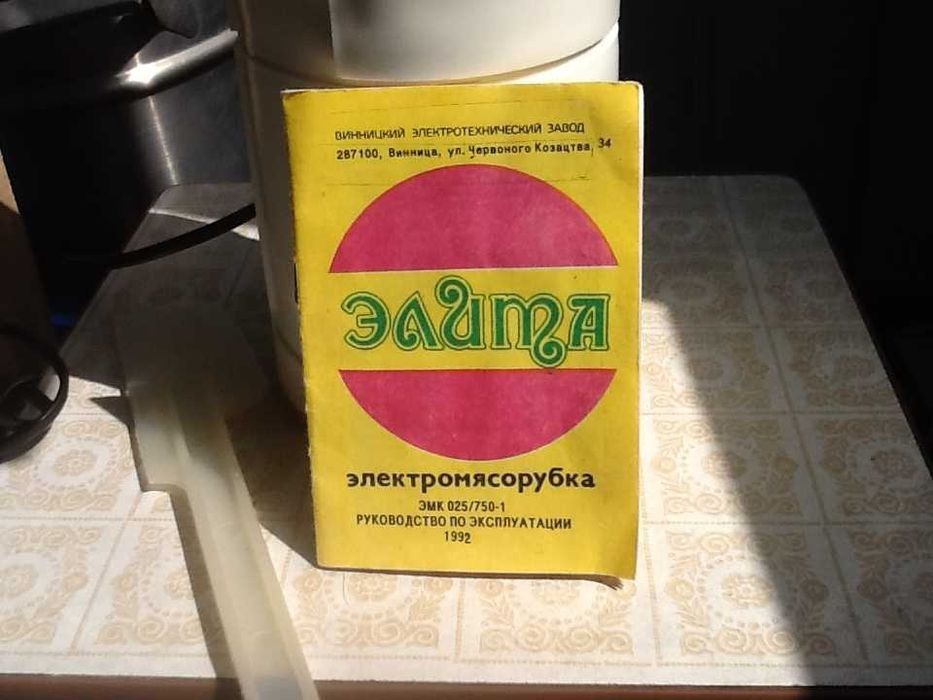 ВИННИЦКИЙ ЭЛЕКТРОТЕХНИЧЕСКИЙ ЗАВОД
287100, Винница, ул. Червоного Козацтва, 34
ЭЛИТА
электромясорубка
ЭМК 025/750-1
РУКОВОДСТВО ПО ЭКСПЛУАТАЦИИ
1992